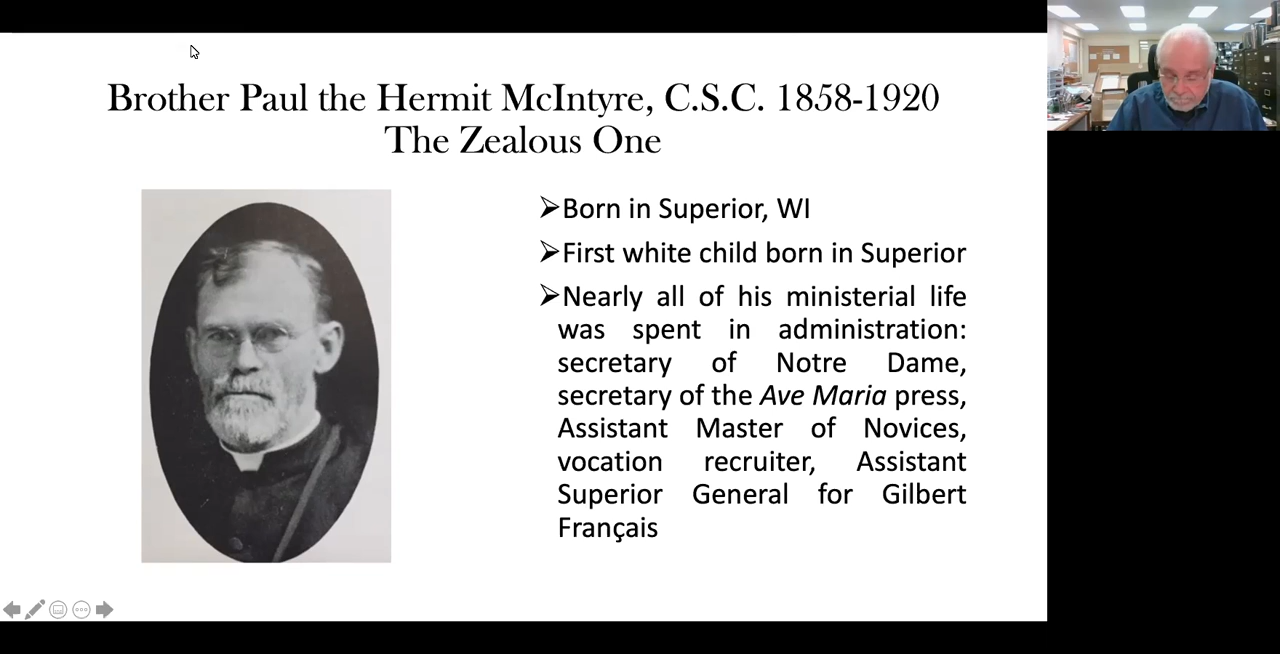 Brother Paul the Hermit McIntyre, C.S.C. 1858-1920
The Zealous One
➢Born in Superior, WI
➢First white child born in Superior
➢Nearly all of his ministerial life
was spent in administration:
secretary of Notre Dame,
secretary of the Ave Maria press,
Assistant Master of Novices,
vocation recruiter, Assistant
Superior General for Gilbert
Français